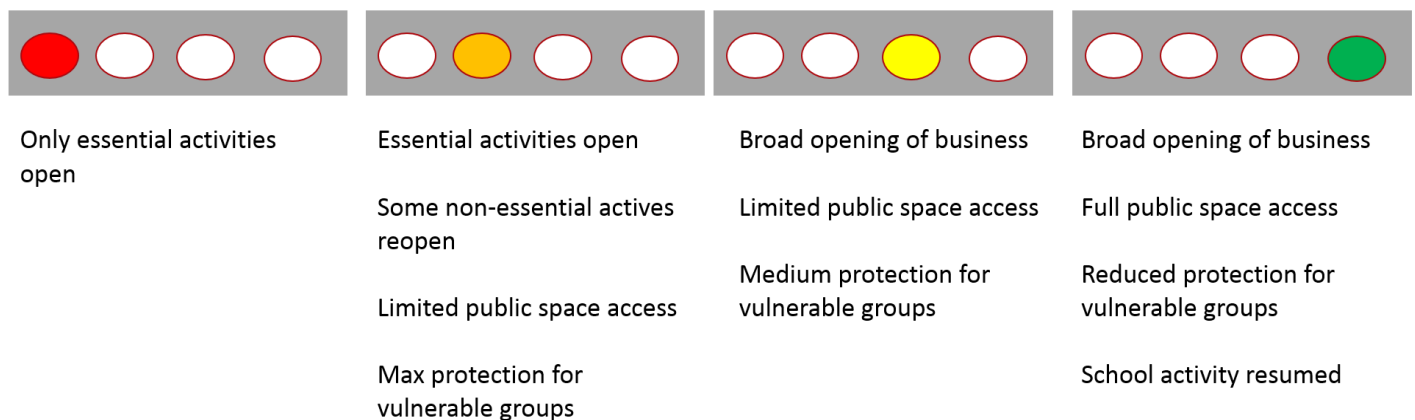 Only essential activities
open
Essential activities open
Some non-essential actives
reopen
Limited public space access
Max protection for
vulnerable groups
Broad opening of business
Limited public space access
Medium protection for
vulnerable groups
Broad opening of business
Full public space access
Reduced protection for
vulnerable groups
School activity resumed